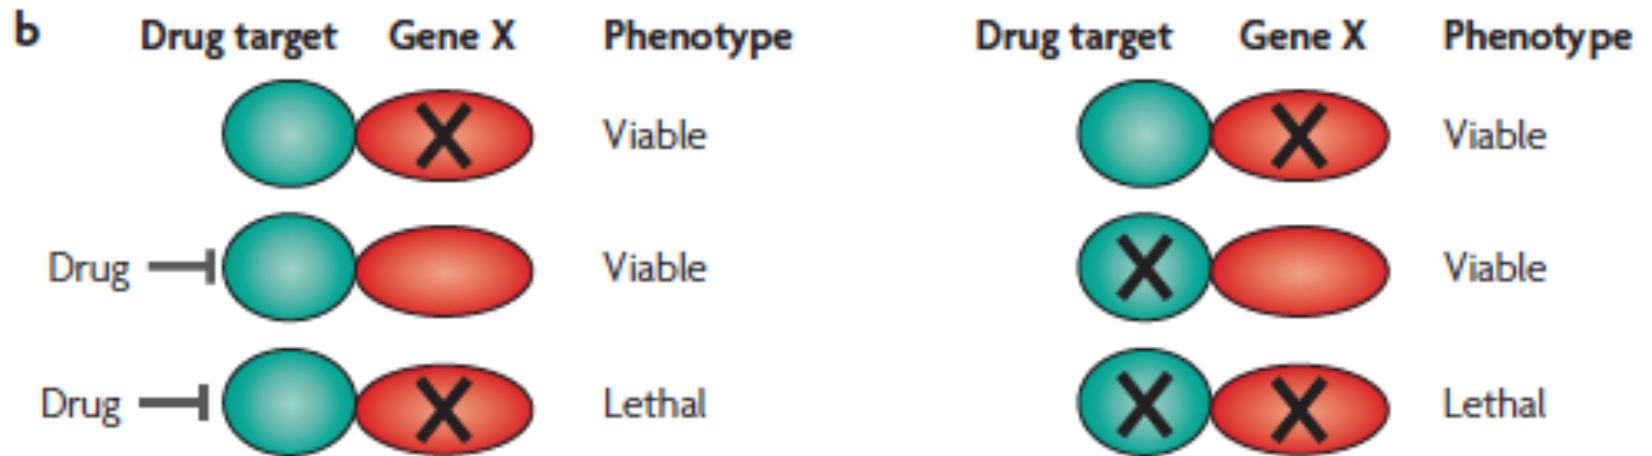 b Drug target Gene X Phenotype Drug target Gene X Phenotype
X Viable X Viable
Drug Viable X Viable
Drug X Lethal X X Lethal